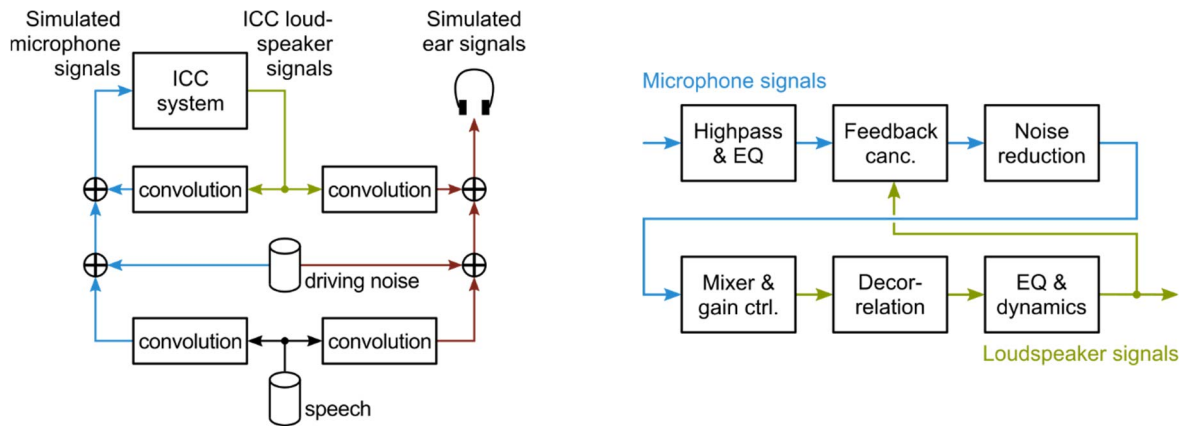 Simulated
microphone
signals
ICC loud-
speaker
signals
Simulated
ear signals
ICC
system
convolution
convolution
driving noise
convolution
convolution
speech
Microphone signals
Highpass
& EQ
Feedback
canc.
Noise
reduction
Mixer &
gain ctrl.
Decor-
relation
EQ &
dynamics
Loudspeaker signals